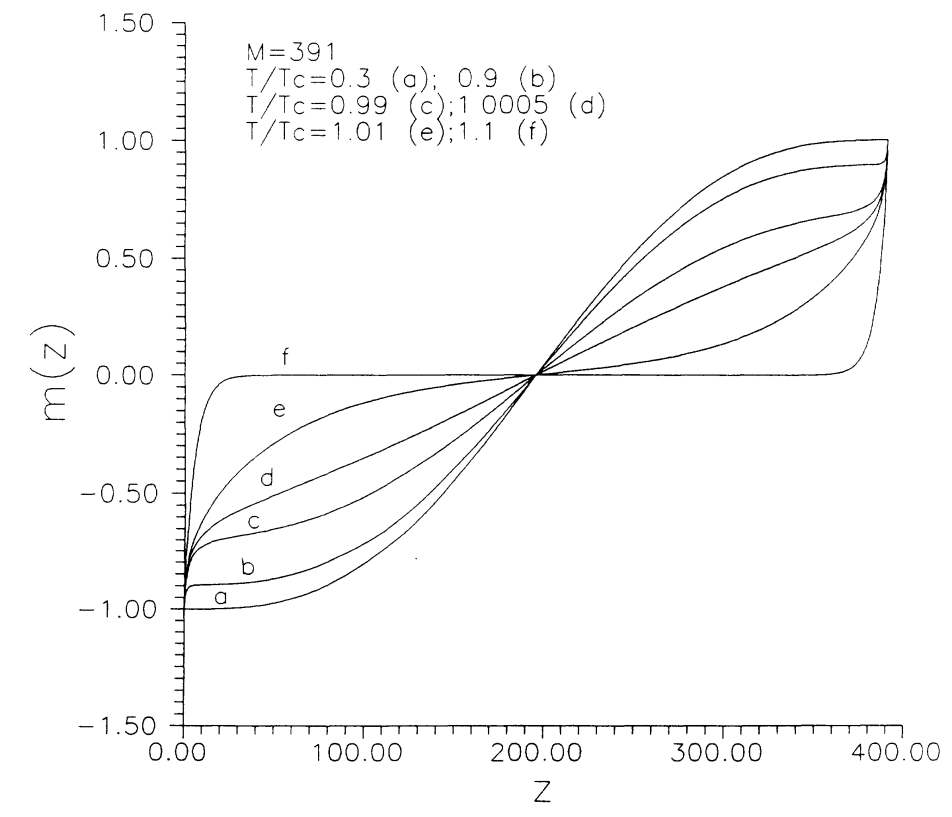 1.50
M=391
T/Tc=0.3 (a); 0.9 (b)
T/Tc=0.99 (c);1 0005 (d)
T/Tc=1.01 (e);1.1 (f)
1.00
0.50
m(z)
f
0.00
e
d
−0.50
c
b
a
−1.00
−1.50
0.00 100.00 200.00 300.00 400.00
z